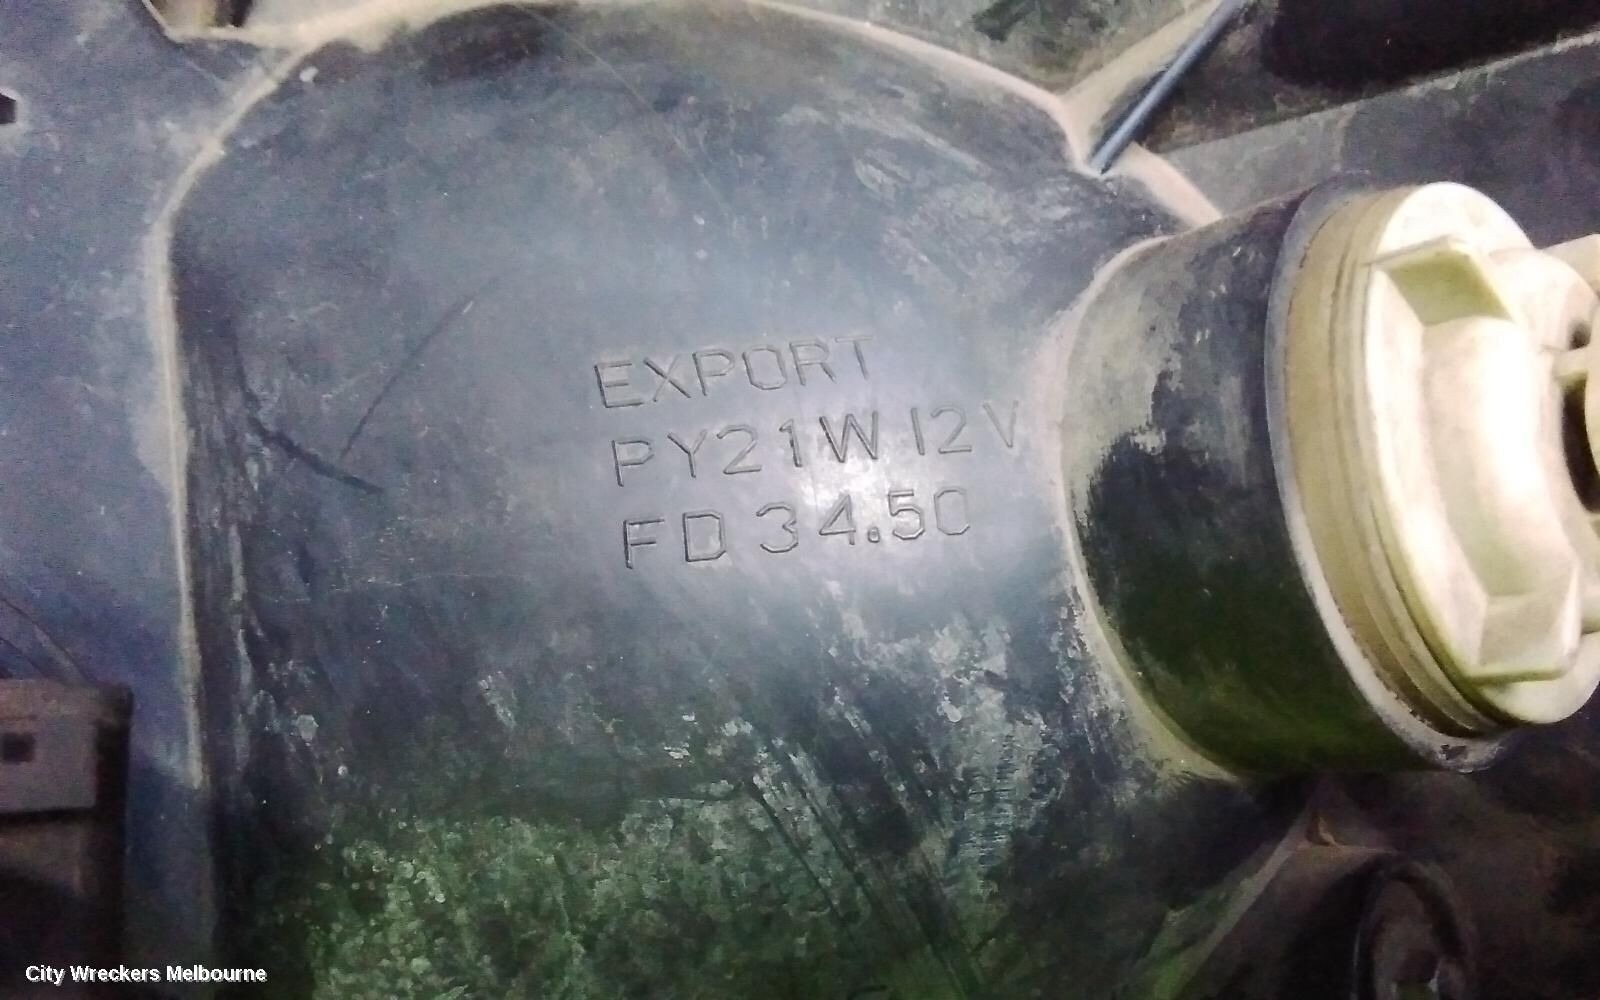 EXPORT
PY21W 12V
FD 34.50
City Wreckers Melbourne